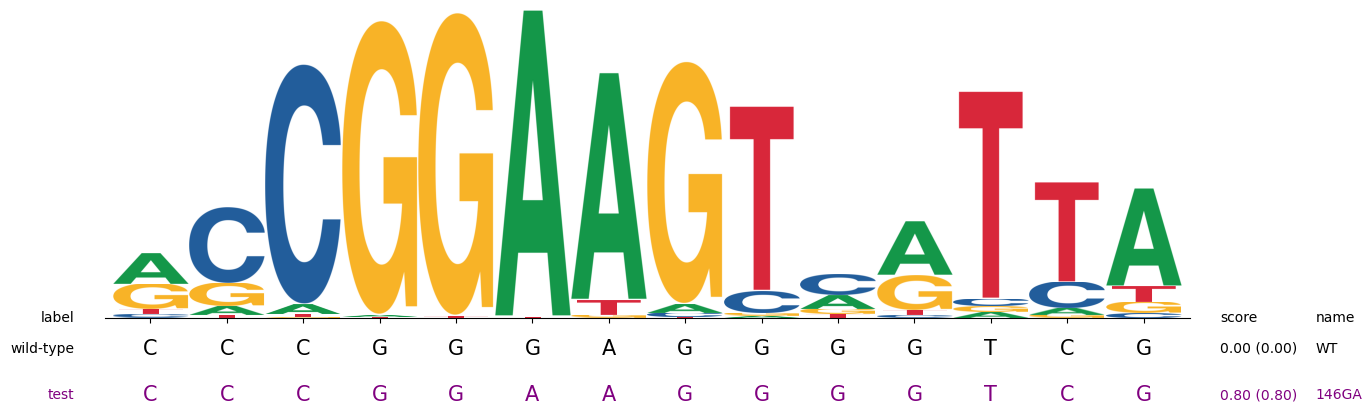 label score name
wild-type C C C G G G A G G G G T C G 0.00 (0.00) WT
test C C C G G A A G G G G T C G 0.80 (0.80) 146GA